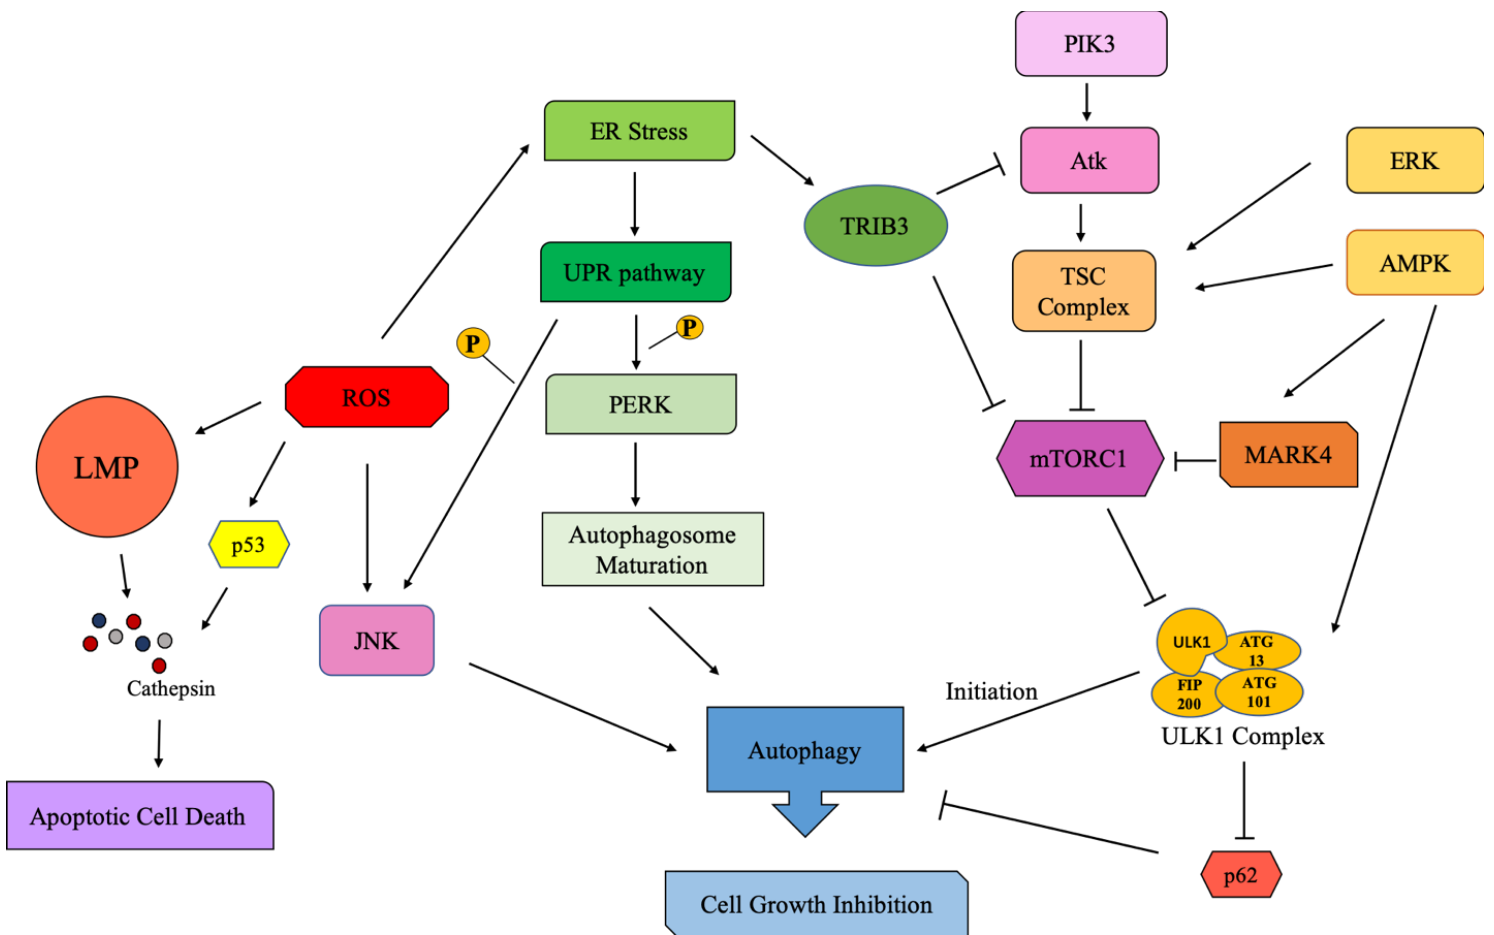 PIK3
ER Stress
Atk
ERK
TRIB3
UPR pathway
TSC
Complex
AMPK
P
P
ROS
PERK
LMP
mTORC1
MARK4
p53
Autophagosome
Maturation
JNK
ULK1
ATG
13
FIP
200
ATG
101
Cathepsin
Initiation
ULK1 Complex
Autophagy
Apoptotic Cell Death
p62
Cell Growth Inhibition